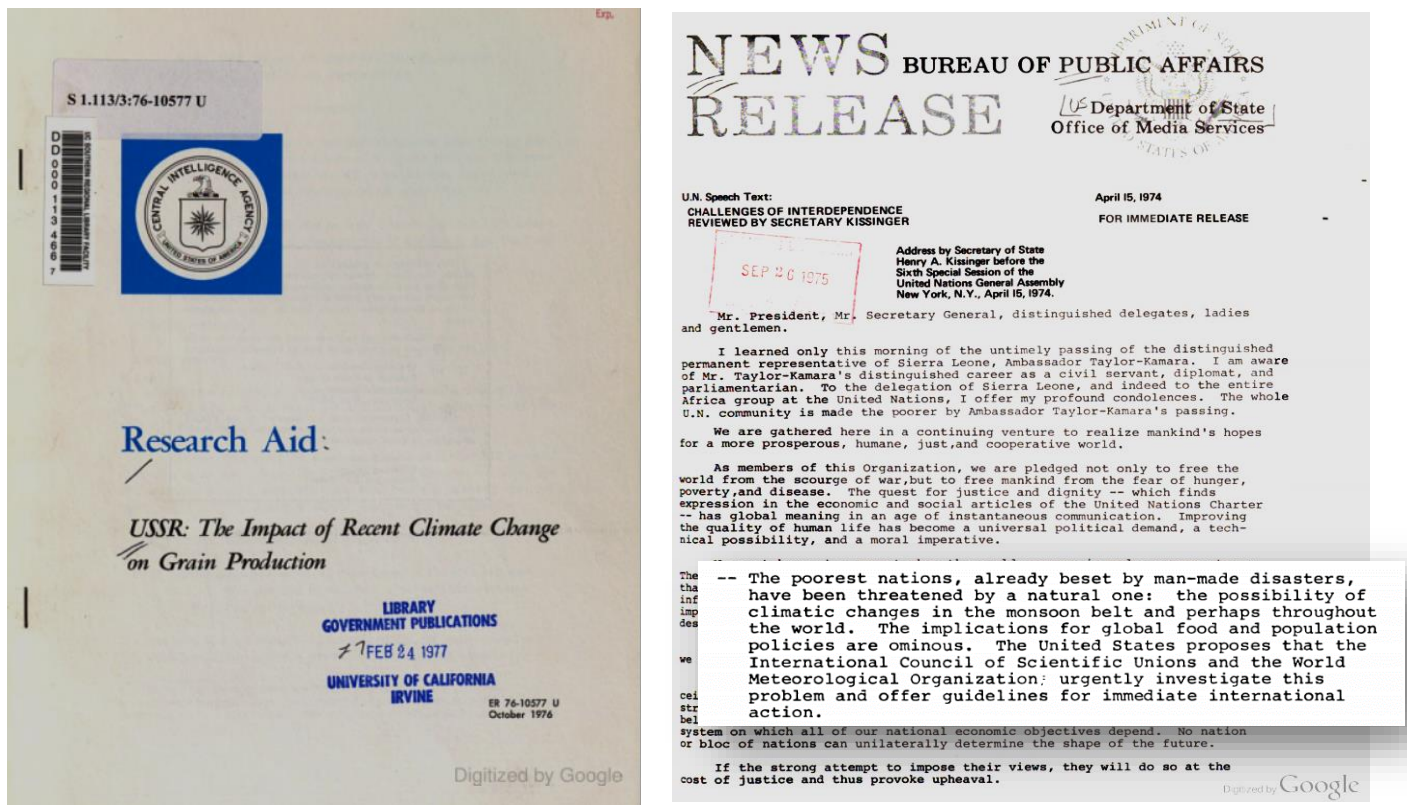 Exp.
S 1.113/3:76-10577 U
UC SOUTHERN REGIONAL LIBRARY FACILITY
DD 000 113 466 7
CENTRAL INTELLIGENCE AGENCY
UNITED STATES OF AMERICA
Research Aid
USSR: The Impact of Recent Climate Change
on Grain Production
LIBRARY
GOVERNMENT PUBLICATIONS
FEB 24 1977
UNIVERSITY OF CALIFORNIA
IRVINE
ER 76-10577 U
October 1976
Digitized by Google
NEWS
RELEASE
BUREAU OF PUBLIC AFFAIRS
US Department of State
Office of Media Services
U.N. Speech Text:
CHALLENGES OF INTERDEPENDENCE
REVIEWED BY SECRETARY KISSINGER
April 15, 1974
FOR IMMEDIATE RELEASE
SEP 26 1975
Address by Secretary of State
Henry A. Kissinger before the
Sixth Special Session of the
United Nations General Assembly
New York, N.Y., April 15, 1974.
Mr. President, Mr. Secretary General, distinguished delegates, ladies
and gentlemen.
I learned only this morning of the untimely passing of the distinguished
permanent representative of Sierra Leone, Ambassador Taylor-Kamara. I am aware
of Mr. Taylor-Kamara's distinguished career as a civil servant, diplomat, and
parliamentarian. To the delegation of Sierra Leone, and indeed to the entire
Africa group at the United Nations, I offer my profound condolences. The whole
U.N. community is made the poorer by Ambassador Taylor-Kamara's passing.
We are gathered here in a continuing venture to realize mankind's hopes
for a more prosperous, humane, just,and cooperative world.
As members of this Organization, we are pledged not only to free the
world from the scourge of war,but to free mankind from the fear of hunger,
poverty,and disease. The quest for justice and dignity -- which finds
expression in the economic and social articles of the United Nations Charter
-- has global meaning in an age of instantaneous communication. Improving
the quality of human life has become a universal political demand, a tech-
nical possibility, and a moral imperative.
-- The poorest nations, already beset by man-made disasters,
have been threatened by a natural one: the possibility of
climatic changes in the monsoon belt and perhaps throughout
the world. The implications for global food and population
policies are ominous. The United States proposes that the
International Council of Scientific Unions and the World
Meteorological Organization; urgently investigate this
problem and offer guidelines for immediate international
action.
system on which all of our national economic objectives depend. No nation
or bloc of nations can unilaterally determine the shape of the future.
If the strong attempt to impose their views, they will do so at the
cost of justice and thus provoke upheaval.
Digitized by Google